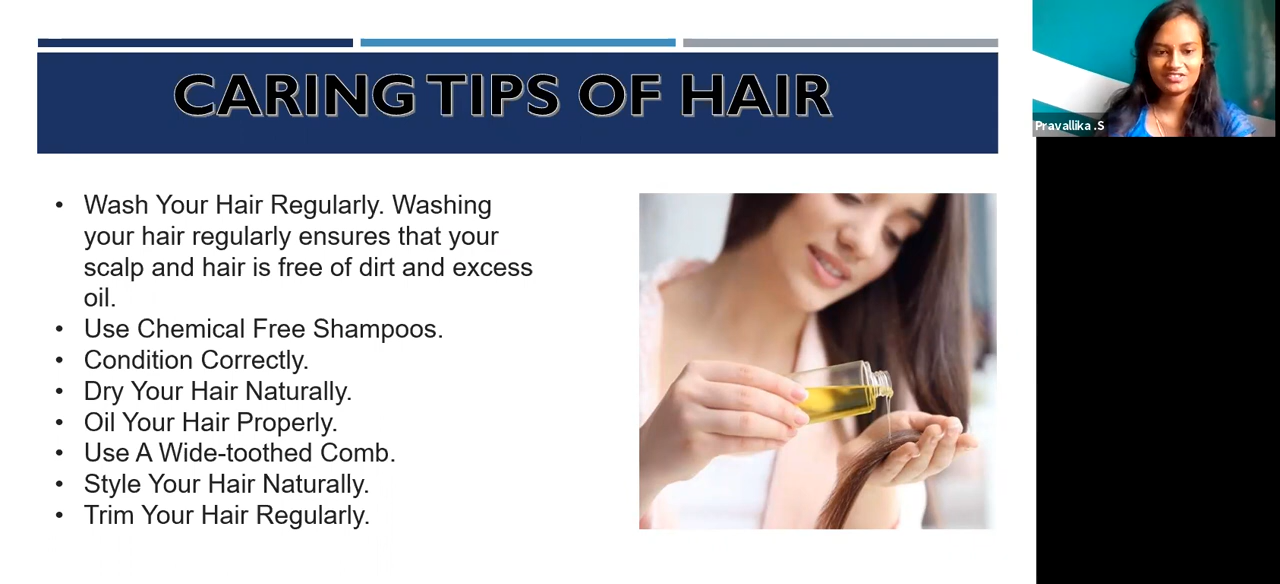 CARING TIPS OF HAIR
• Wash Your Hair Regularly. Washing
your hair regularly ensures that your
scalp and hair is free of dirt and excess
oil.
• Use Chemical Free Shampoos.
• Condition Correctly.
• Dry Your Hair Naturally.
• Oil Your Hair Properly.
• Use A Wide-toothed Comb.
• Style Your Hair Naturally.
• Trim Your Hair Regularly.
Pravallika .S